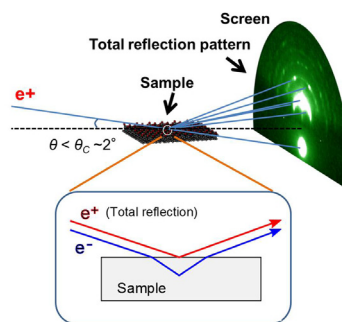 Screen
Total reflection pattern
Sample
e+
θ < θC ~2°
e+ (Total reflection)
e−
Sample